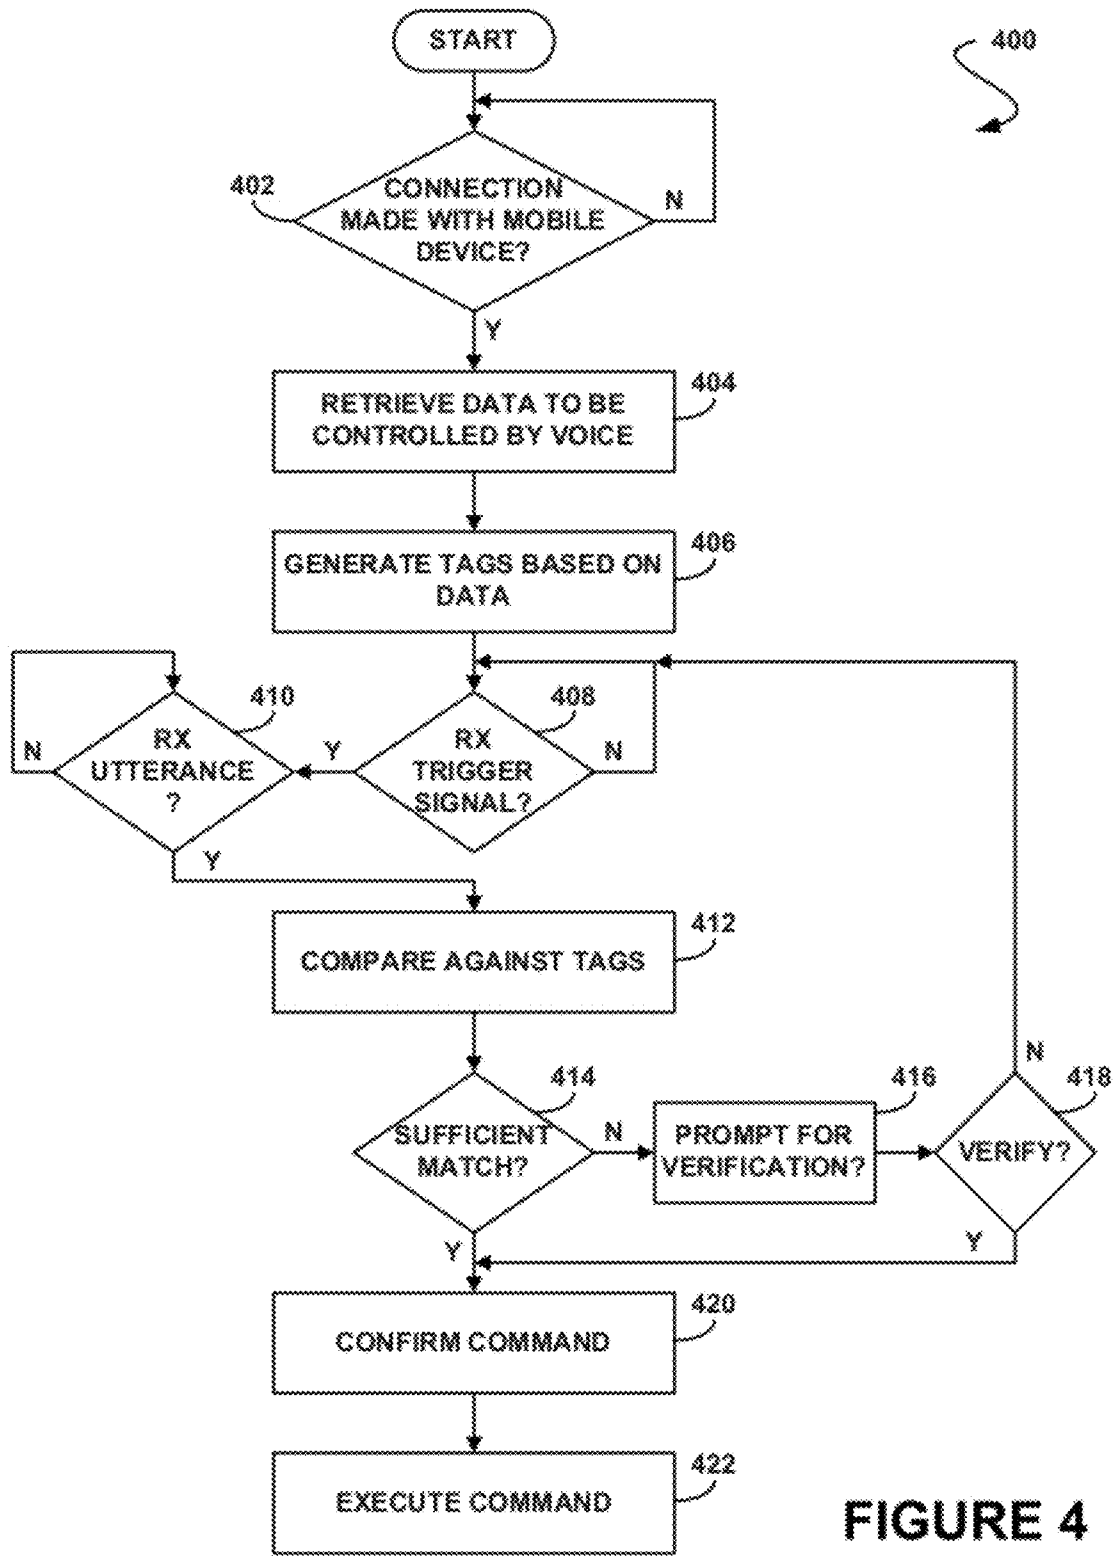 START
400
402
CONNECTION
MADE WITH MOBILE
DEVICE?
N
Y
404
RETRIEVE DATA TO BE
CONTROLLED BY VOICE
406
GENERATE TAGS BASED ON
DATA
410
408
N
RX
UTTERANCE
?
Y
RX
TRIGGER
SIGNAL?
N
Y
412
COMPARE AGAINST TAGS
N
414
416
418
SUFFICIENT
MATCH?
N
PROMPT FOR
VERIFICATION?
VERIFY?
Y
Y
420
CONFIRM COMMAND
422
EXECUTE COMMAND
FIGURE 4